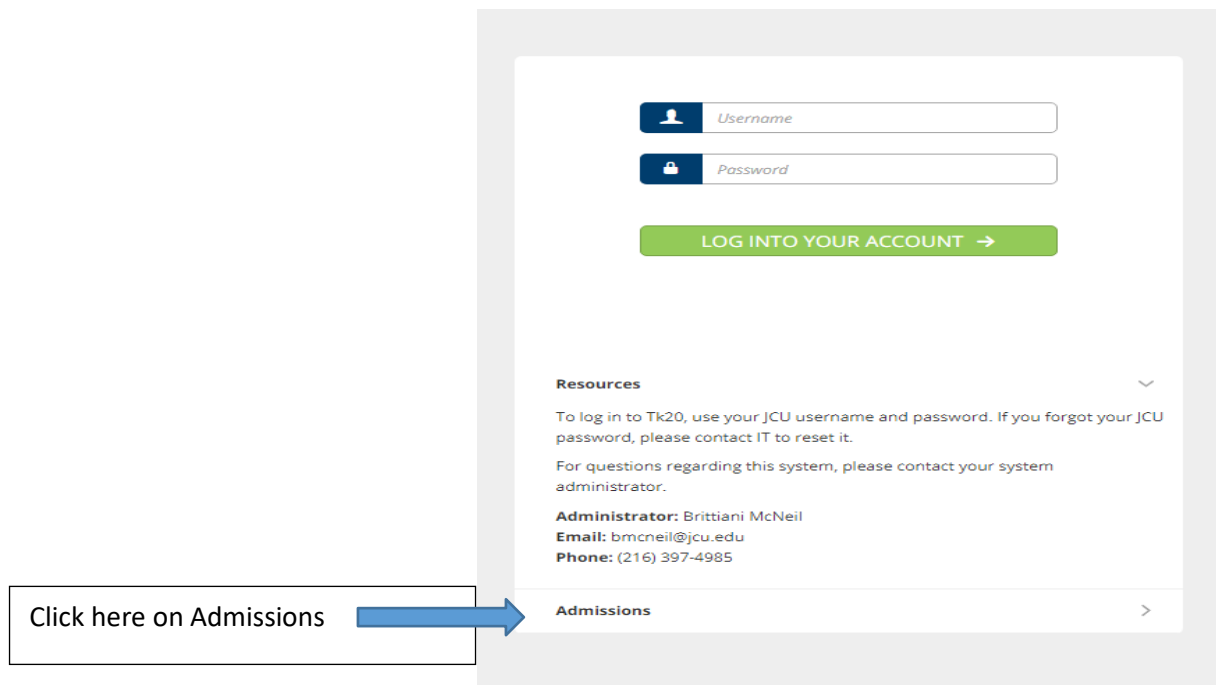 Username
Password
LOG INTO YOUR ACCOUNT →
Resources
To log in to Tk20, use your JCU username and password. If you forgot your JCU
password, please contact IT to reset it.
For questions regarding this system, please contact your system
administrator.
Administrator: Brittiani McNeil
Email: bmcneil@jcu.edu
Phone: (216) 397-4985
Click here on Admissions
Admissions